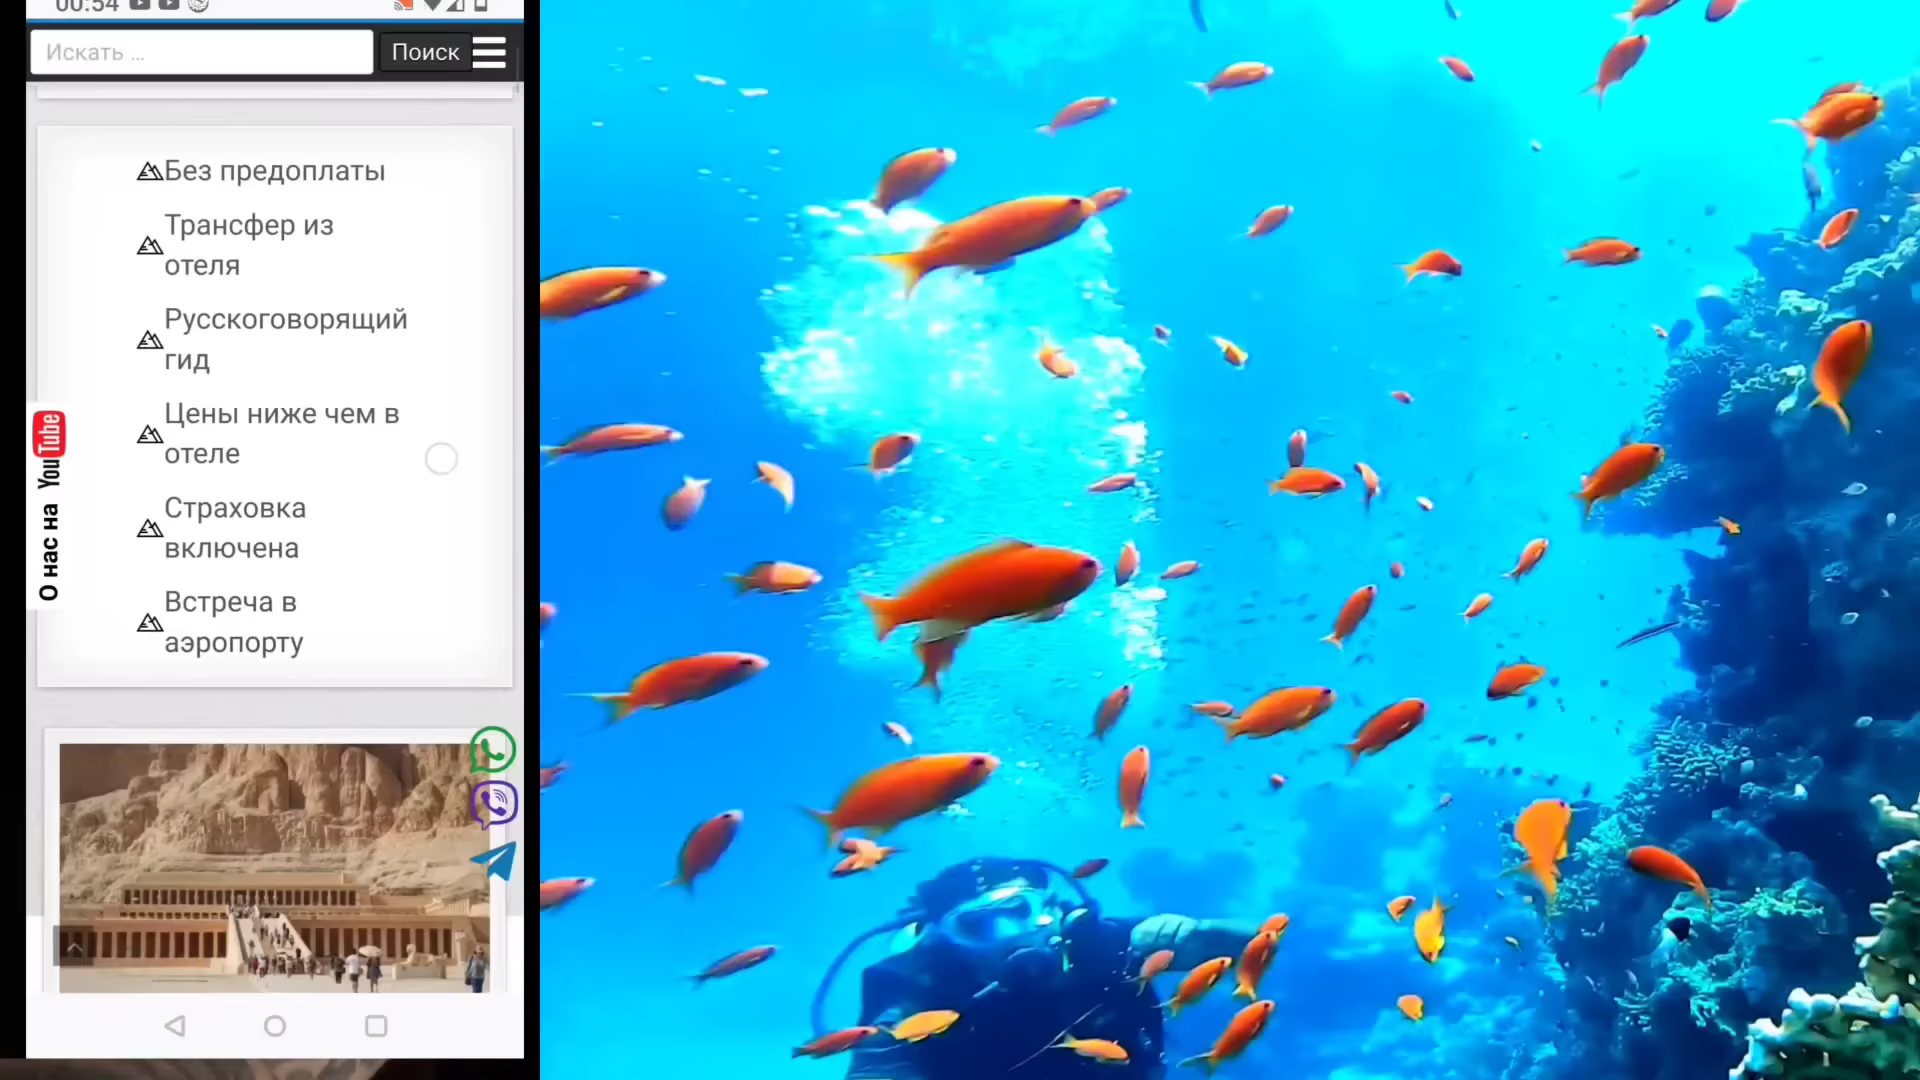 00:54
Искать ...
Поиск
Без предоплаты
Трансфер из
отеля
Русскоговорящий
гид
Цены ниже чем в
отеле
Страховка
включена
Встреча в
аэропорту
О нас на YouTube